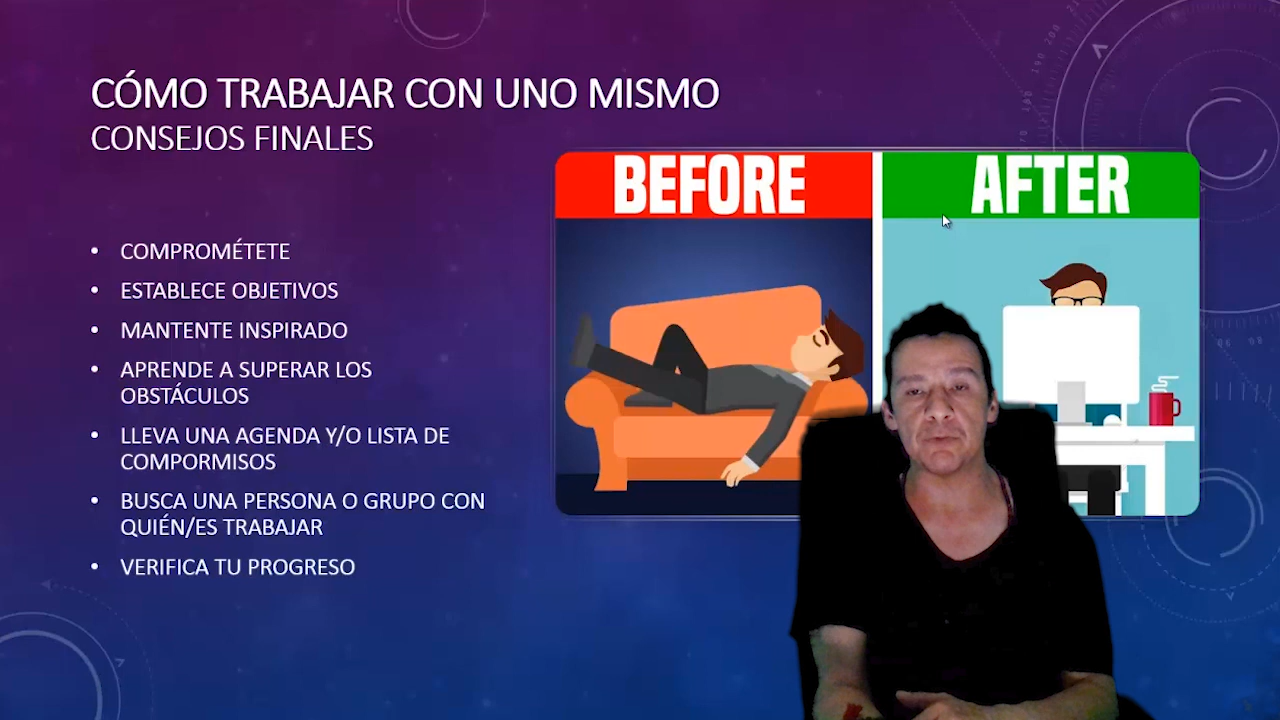 CÓMO TRABAJAR CON UNO MISMO
CONSEJOS FINALES
BEFORE
AFTER
• COMPROMÉTETE
• ESTABLECE OBJETIVOS
• MANTENTE INSPIRADO
• APRENDE A SUPERAR LOS
OBSTÁCULOS
• LLEVA UNA AGENDA Y/O LISTA DE
COMPORMISOS
• BUSCA UNA PERSONA O GRUPO CON
QUIÉN/ES TRABAJAR
• VERIFICA TU PROGRESO